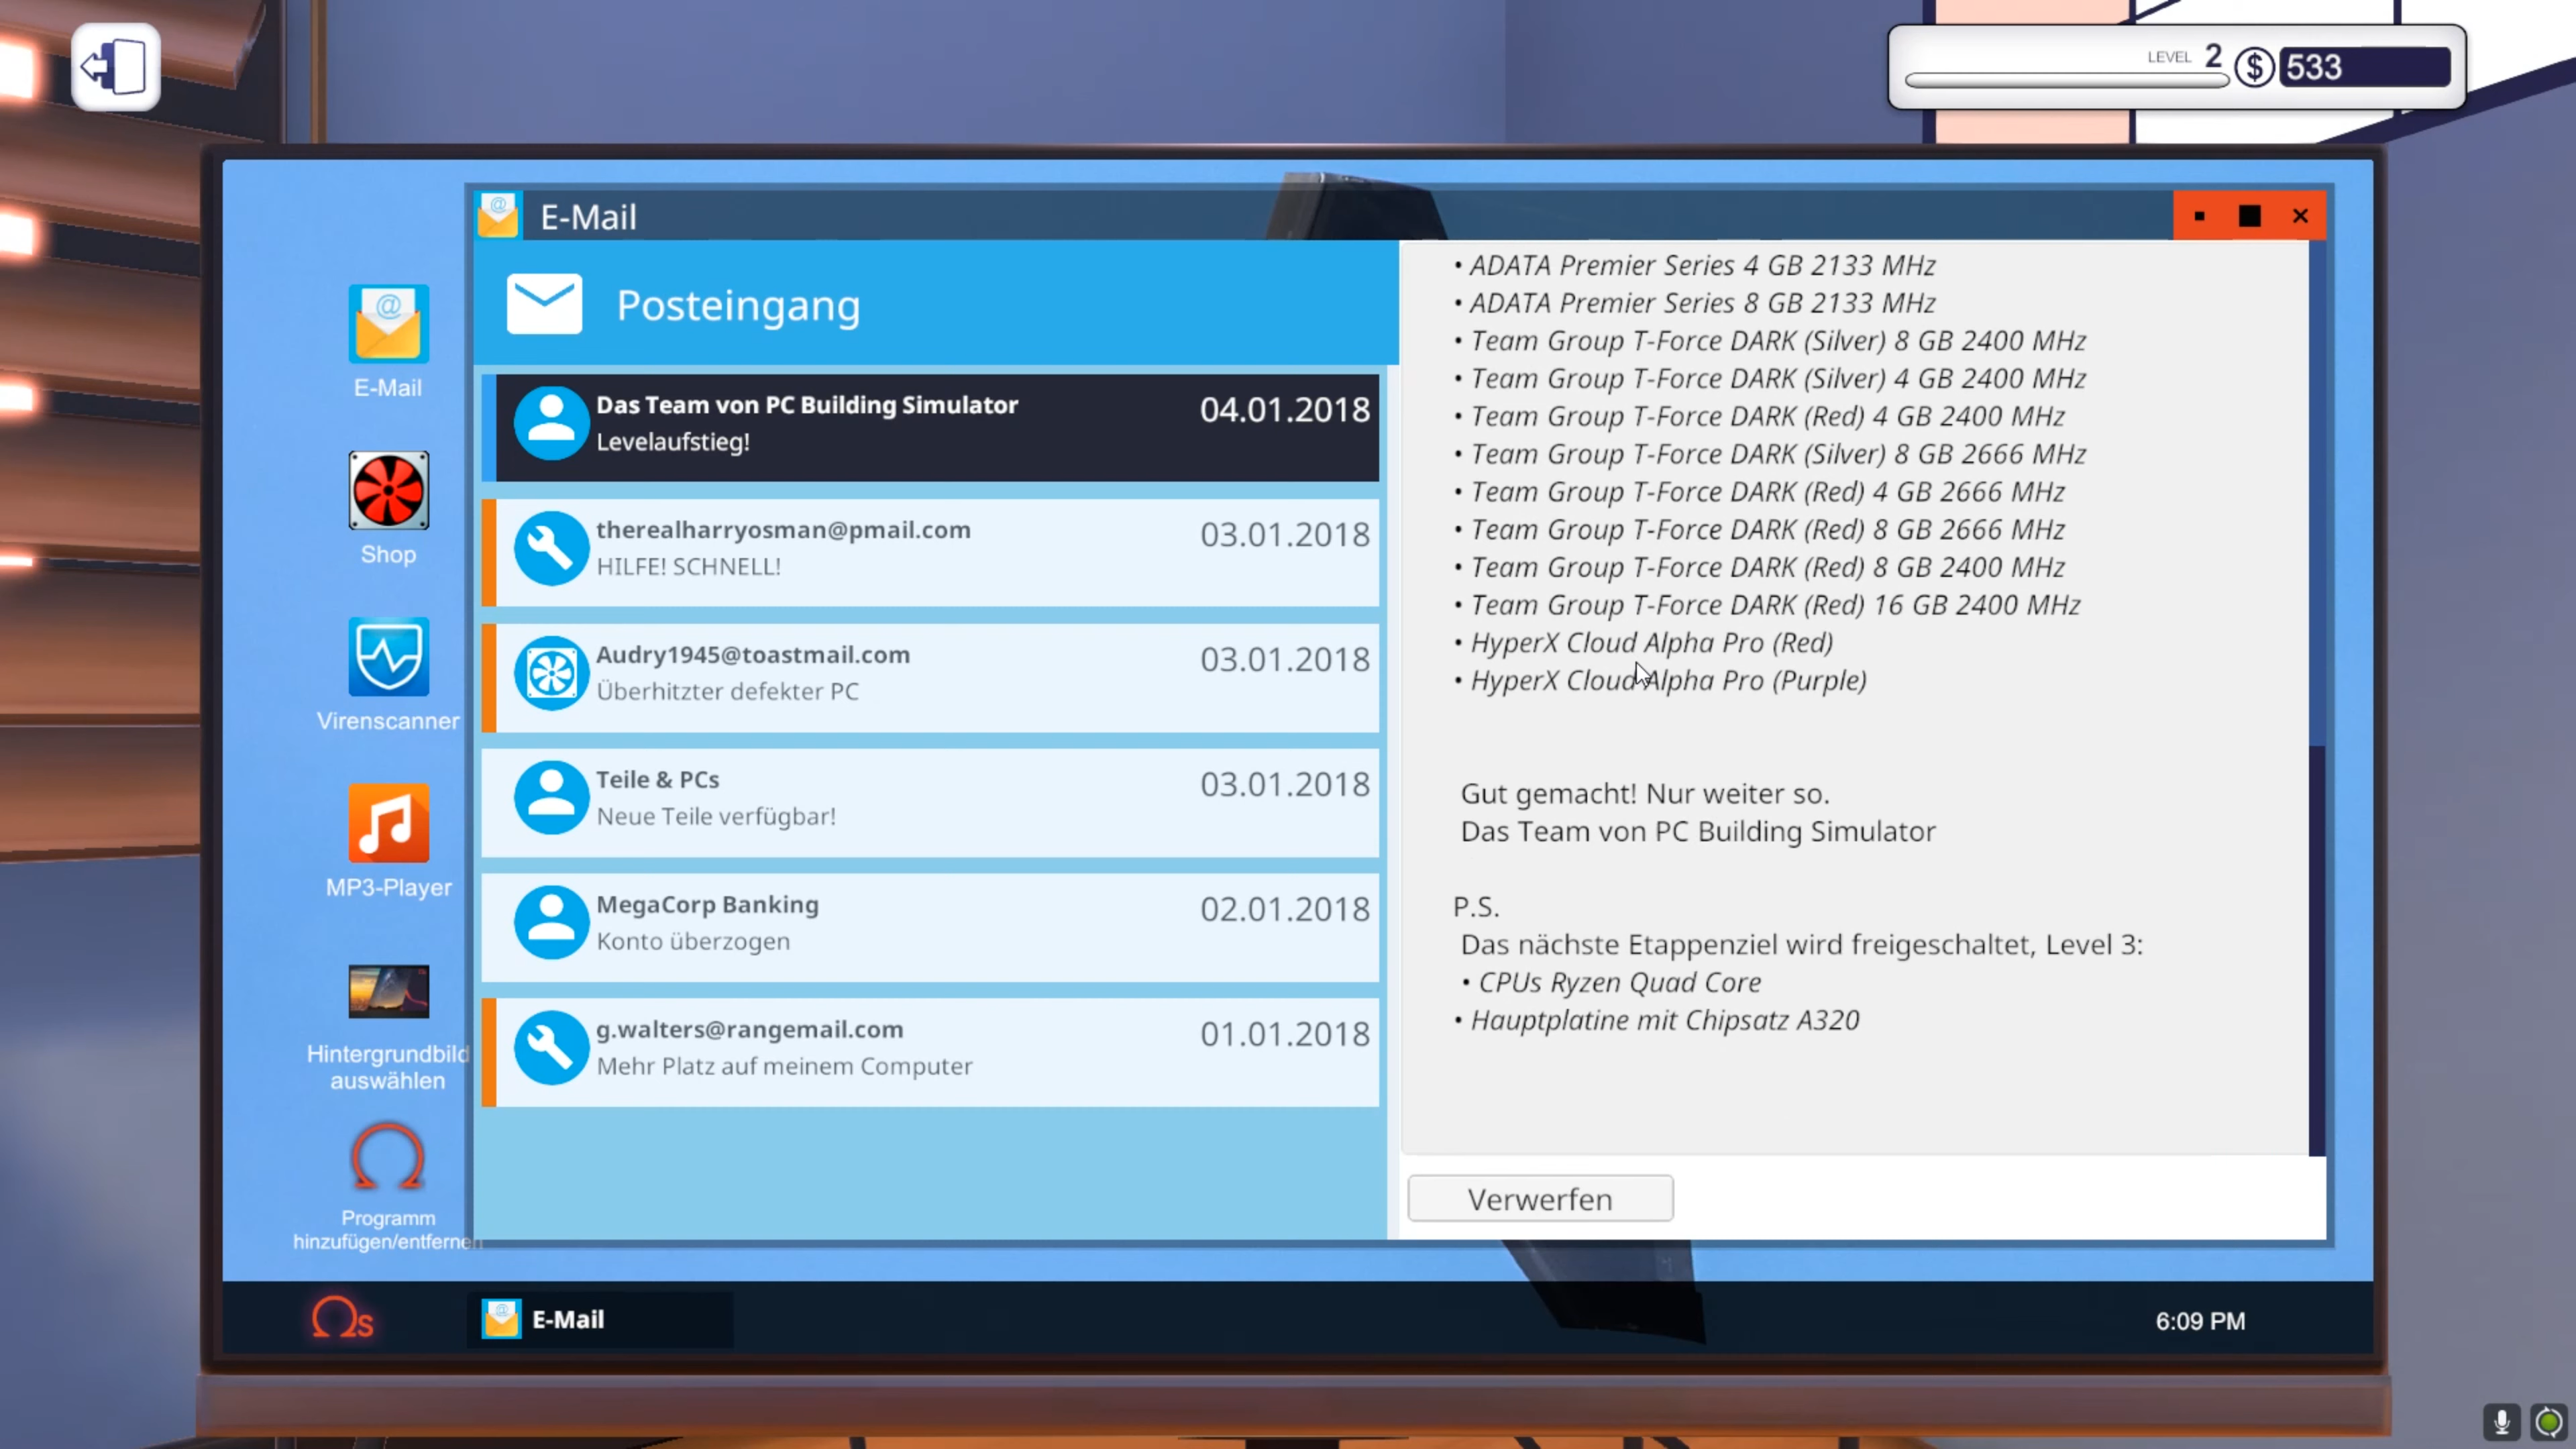 LEVEL 2 $ 533
E-Mail
Posteingang
Das Team von PC Building Simulator 04.01.2018
Levelaufstieg!
therealharryosman@pmail.com 03.01.2018
HILFE! SCHNELL!
Audry1945@toastmail.com 03.01.2018
Überhitzter defekter PC
Teile & PCs 03.01.2018
Neue Teile verfügbar!
MegaCorp Banking 02.01.2018
Konto überzogen
g.walters@rangemail.com 01.01.2018
Mehr Platz auf meinem Computer
• ADATA Premier Series 4 GB 2133 MHz
• ADATA Premier Series 8 GB 2133 MHz
• Team Group T-Force DARK (Silver) 8 GB 2400 MHz
• Team Group T-Force DARK (Silver) 4 GB 2400 MHz
• Team Group T-Force DARK (Red) 4 GB 2400 MHz
• Team Group T-Force DARK (Silver) 8 GB 2666 MHz
• Team Group T-Force DARK (Red) 4 GB 2666 MHz
• Team Group T-Force DARK (Red) 8 GB 2666 MHz
• Team Group T-Force DARK (Red) 8 GB 2400 MHz
• Team Group T-Force DARK (Red) 16 GB 2400 MHz
• HyperX Cloud Alpha Pro (Red)
• HyperX Cloud Alpha Pro (Purple)
Gut gemacht! Nur weiter so.
Das Team von PC Building Simulator
P.S.
Das nächste Etappenziel wird freigeschaltet, Level 3:
• CPUs Ryzen Quad Core
• Hauptplatine mit Chipsatz A320
Verwerfen
E-Mail
Shop
Virenscanner
MP3-Player
Hintergrundbild
auswählen
Programm
hinzufügen/entfernen
Ωs
E-Mail
6:09 PM